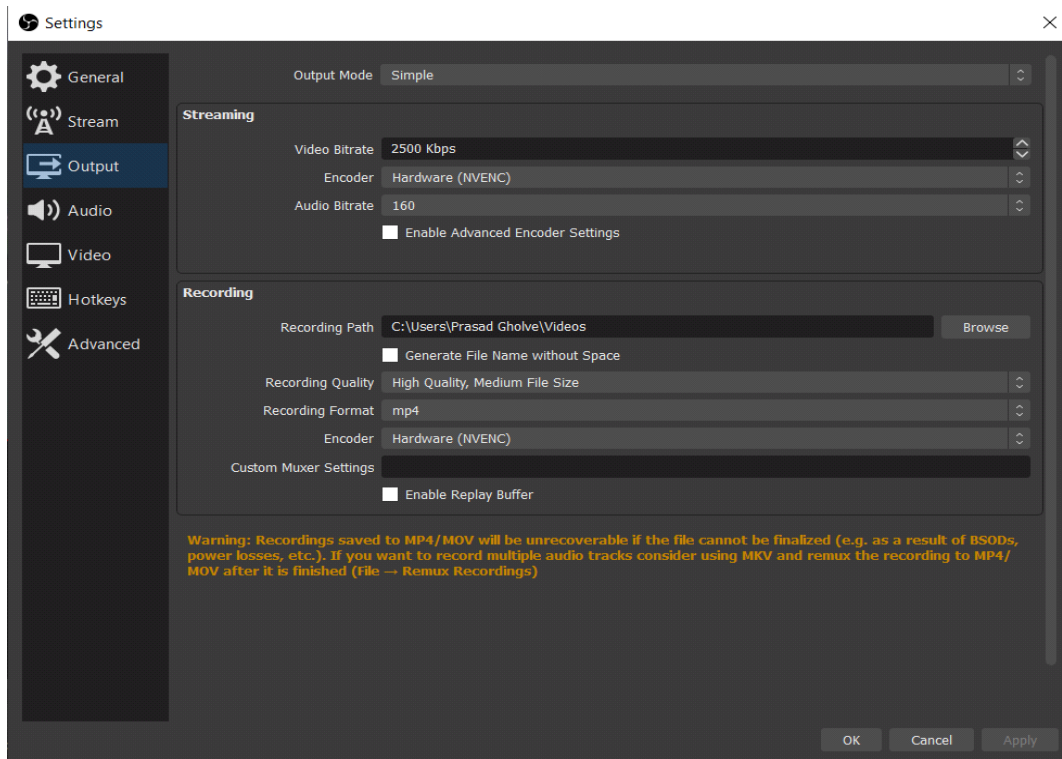 Settings
General
Stream
Output
Audio
Video
Hotkeys
Advanced
Output Mode Simple
Streaming
Video Bitrate 2500 Kbps
Encoder Hardware (NVENC)
Audio Bitrate 160
Enable Advanced Encoder Settings
Recording
Recording Path C:\Users\Prasad Gholve\Videos Browse
Generate File Name without Space
Recording Quality High Quality, Medium File Size
Recording Format mp4
Encoder Hardware (NVENC)
Custom Muxer Settings
Enable Replay Buffer
Warning: Recordings saved to MP4/MOV will be unrecoverable if the file cannot be finalized (e.g. as a result of BSODs,
power losses, etc.). If you want to record multiple audio tracks consider using MKV and remux the recording to MP4/
MOV after it is finished (File → Remux Recordings)
OK Cancel Apply